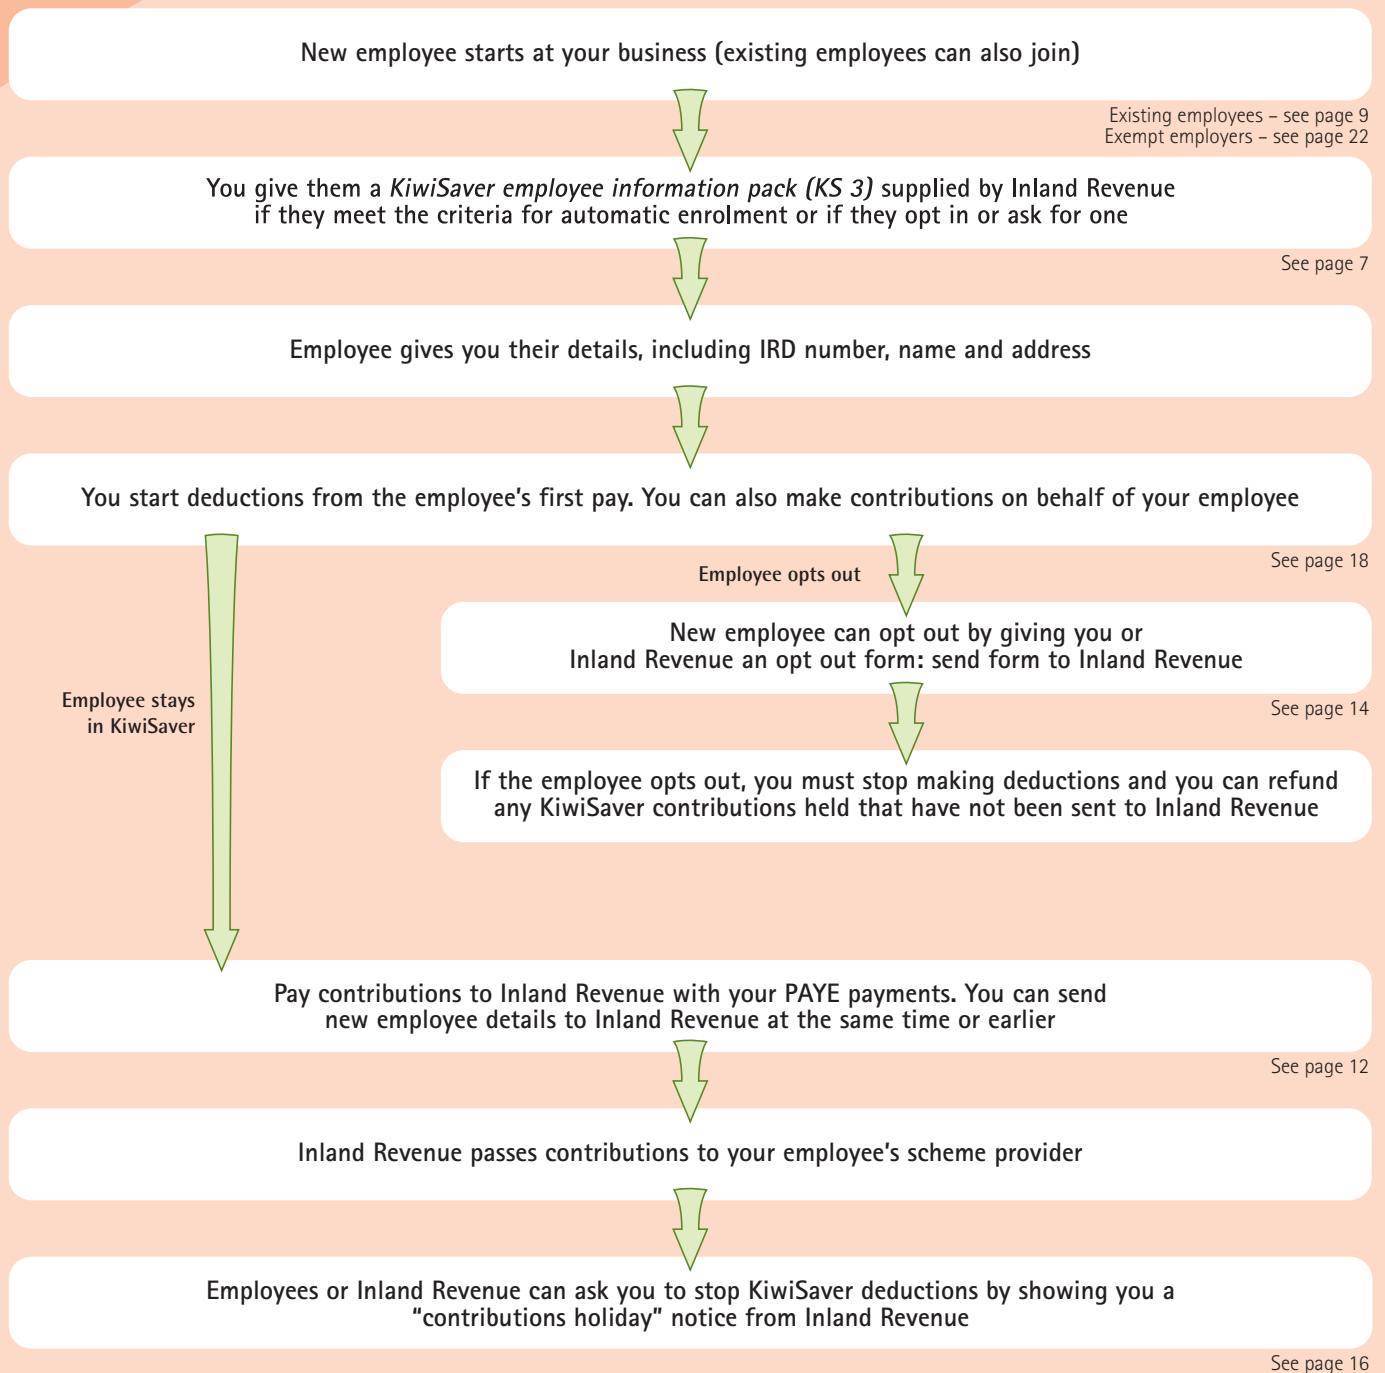 New employee starts at your business (existing employees can also join)
Existing employees – see page 9
Exempt employers – see page 22
You give them a KiwiSaver employee information pack (KS 3) supplied by Inland Revenue
if they meet the criteria for automatic enrolment or if they opt in or ask for one
See page 7
Employee gives you their details, including IRD number, name and address
You start deductions from the employee's first pay. You can also make contributions on behalf of your employee
See page 18
Employee opts out
New employee can opt out by giving you or
Inland Revenue an opt out form: send form to Inland Revenue
See page 14
Employee stays
in KiwiSaver
If the employee opts out, you must stop making deductions and you can refund
any KiwiSaver contributions held that have not been sent to Inland Revenue
Pay contributions to Inland Revenue with your PAYE payments. You can send
new employee details to Inland Revenue at the same time or earlier
See page 12
Inland Revenue passes contributions to your employee's scheme provider
Employees or Inland Revenue can ask you to stop KiwiSaver deductions by showing you a
"contributions holiday" notice from Inland Revenue
See page 16